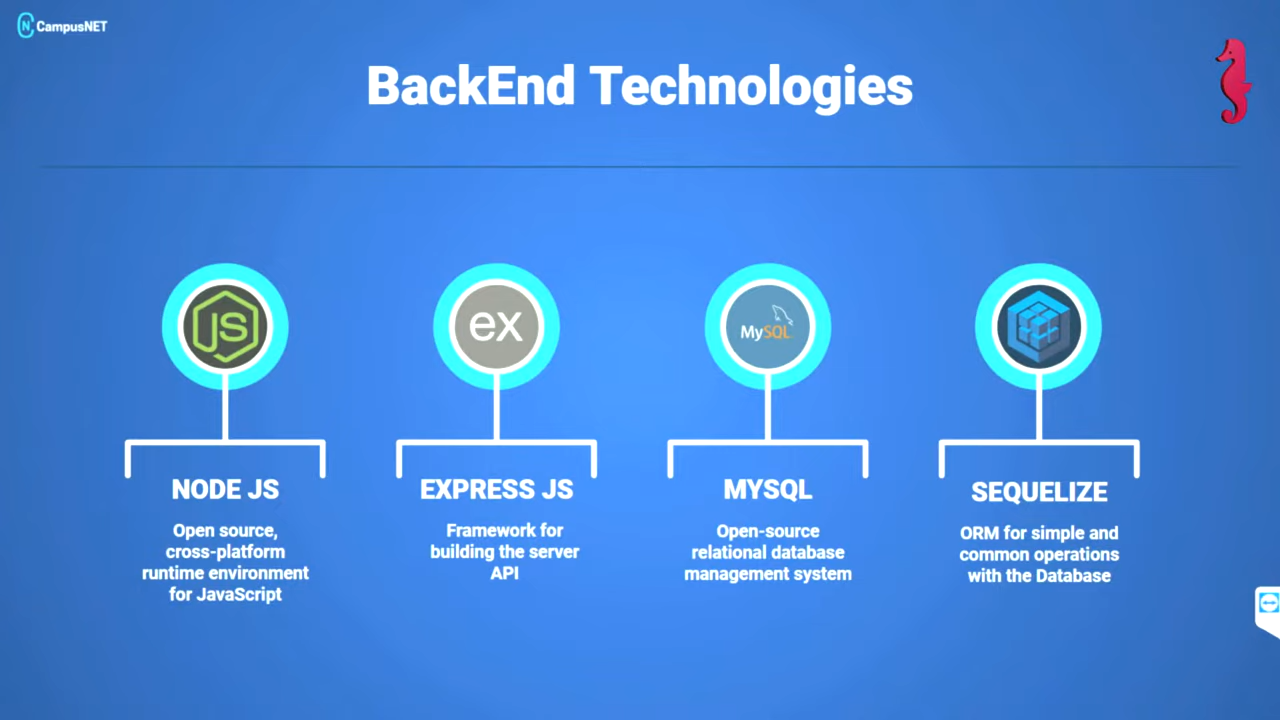 N CampusNET
BackEnd Technologies
JS
ex
MySQL
NODE JS
EXPRESS JS
MYSQL
SEQUELIZE
Open source,
cross-platform
runtime environment
for JavaScript
Framework for
building the server
API
Open-source
relational database
management system
ORM for simple and
common operations
with the Database